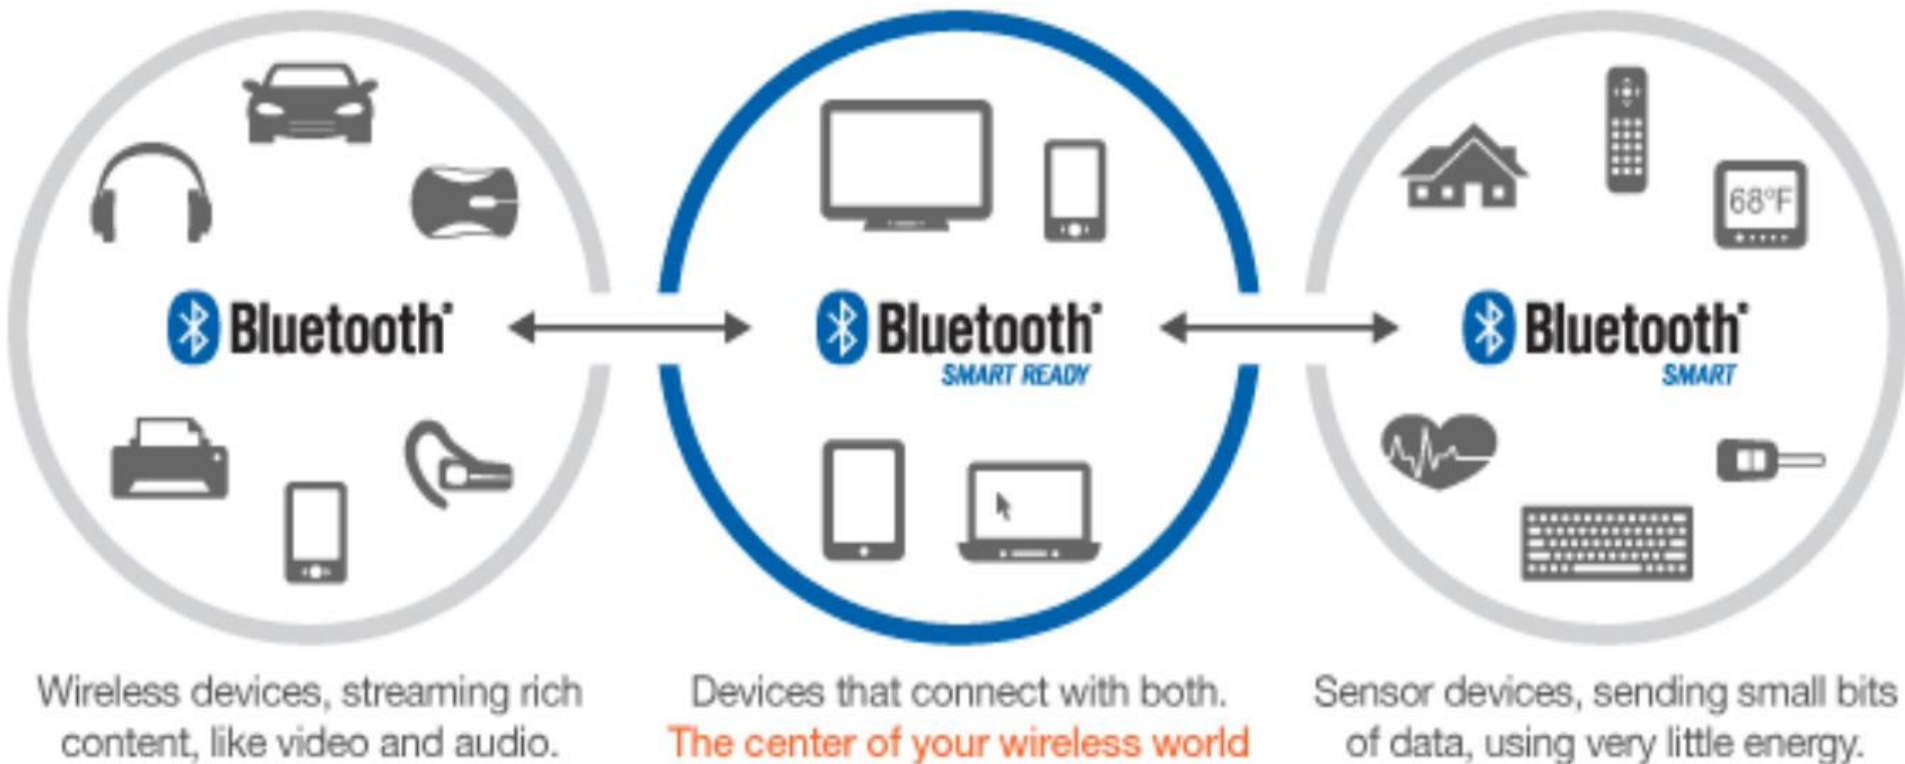 68°F
Bluetooth
Bluetooth
SMART READY
Bluetooth
SMART
Wireless devices, streaming rich
content, like video and audio.
Devices that connect with both.
The center of your wireless world
Sensor devices, sending small bits
of data, using very little energy.